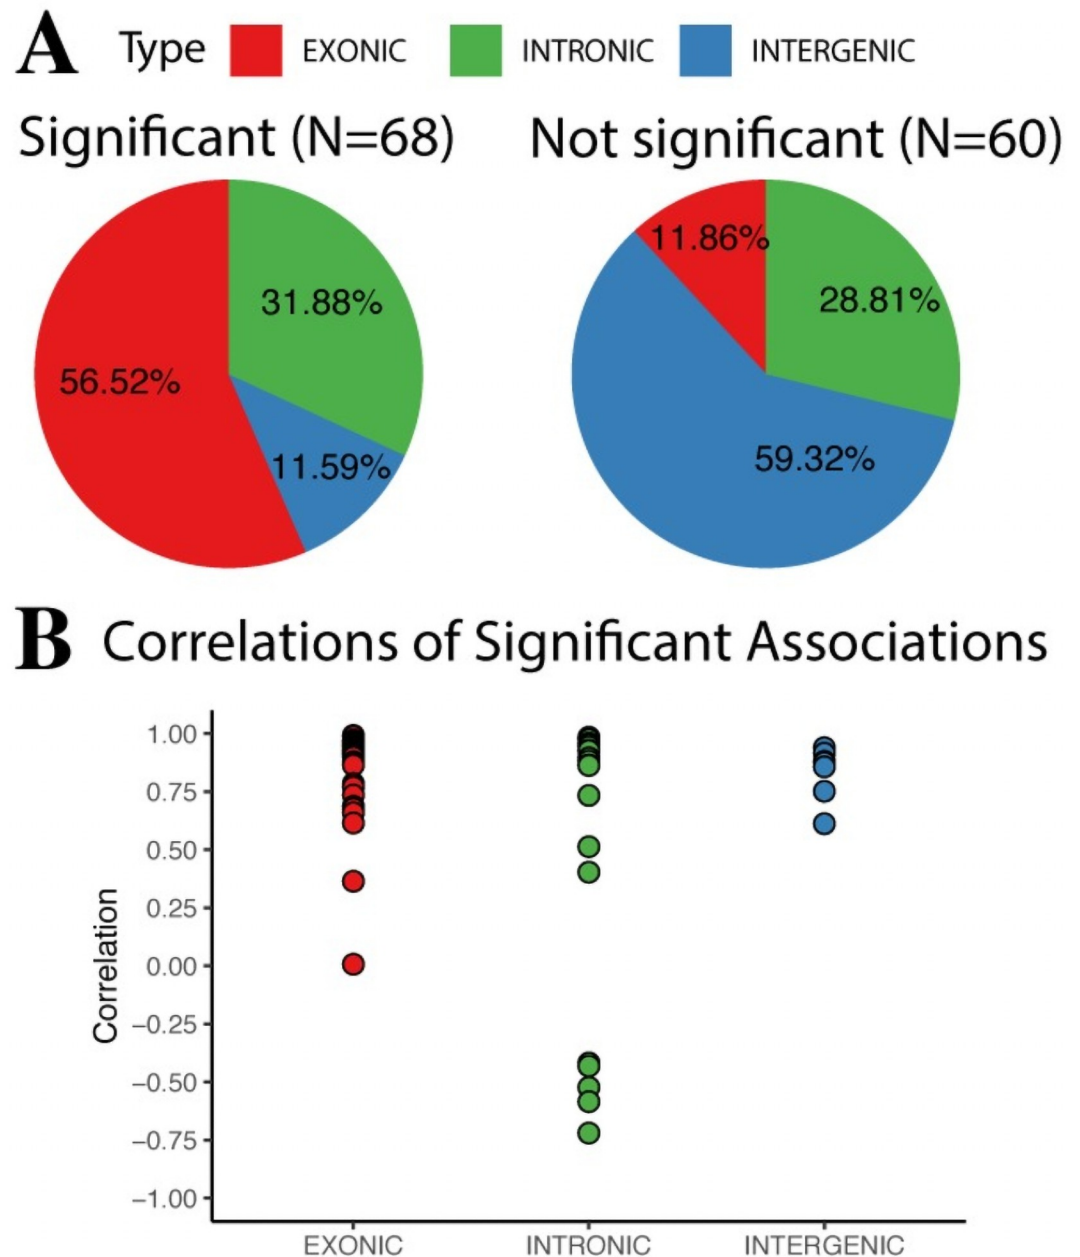 A Type EXONIC INTRONIC INTERGENIC
Significant (N=68) Not significant (N=60)
11.86%
31.88% 28.81%
56.52%
11.59% 59.32%
B Correlations of Significant Associations
1.00
0.75
0.50
0.25
0.00
−0.25
−0.50
−0.75
−1.00
Correlation
EXONIC INTRONIC INTERGENIC